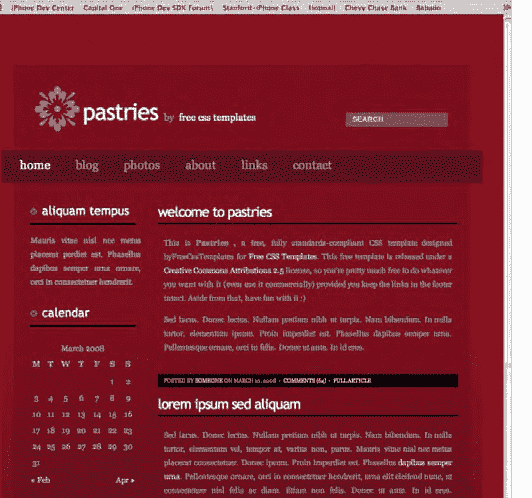 iPhone Dev Center Capital One iPhone Dev SDK Forum Stanford-iPhone Class Hotmail Chevy Chase Bank
pastries by free css templates
SEARCH
home blog photos about links contact
aliquam tempus
Mauris vitae nisl nec metus
placerat perdiet est. Phasellus
dapibus semper urna ornare,
orci in consectetuer hendrerit.
calendar
March 2008
M T W T F S S
1 2
3 4 5 6 7 8 9
10 11 12 13 14 15 16
17 18 19 20 21 22 23
24 25 26 27 28 29 30
31
« Feb Apr »
welcome to pastries
This is Pastries , a free, fully standards-compliant CSS template designed
byFreeCssTemplates for Free CSS Templates. This free template is released under a
Creative Commons Attributions 2.5 license, so you're pretty much free to do whatever
you want with it (even use it commercially) provided you keep the links in the footer
intact. Aside from that, have fun with it :)
Sed lacus. Donec lectus. Nullam pretium nibh ut turpis. Nam bibendum. In nulla
tortor, elementum ipsum. Proin imperdiet est. Phasellus dapibus semper urna.
Pellentesque ornare, orci in felis. Donec ut ante. In id eros.
POSTED BY SOMEONE ON MARCH 10, 2008 • COMMENTS (64) • FULL ARTICLE
lorem ipsum sed aliquam
Sed lacus. Donec lectus. Nullam pretium nibh ut turpis. Nam bibendum. In nulla
tortor, elementum vel, tempor at, varius non, purus. Mauris vitae nisl nec metus
placerat consectetuer. Donec ipsum. Proin imperdiet est. Phasellus dapibus semper
urna. Pellentesque ornare, orci in consectetuer hendrerit, urna elit eleifend nunc, ut
consectetuer nisl felis ac diam. Etiam non felis. Donec ut ante. In id eros.